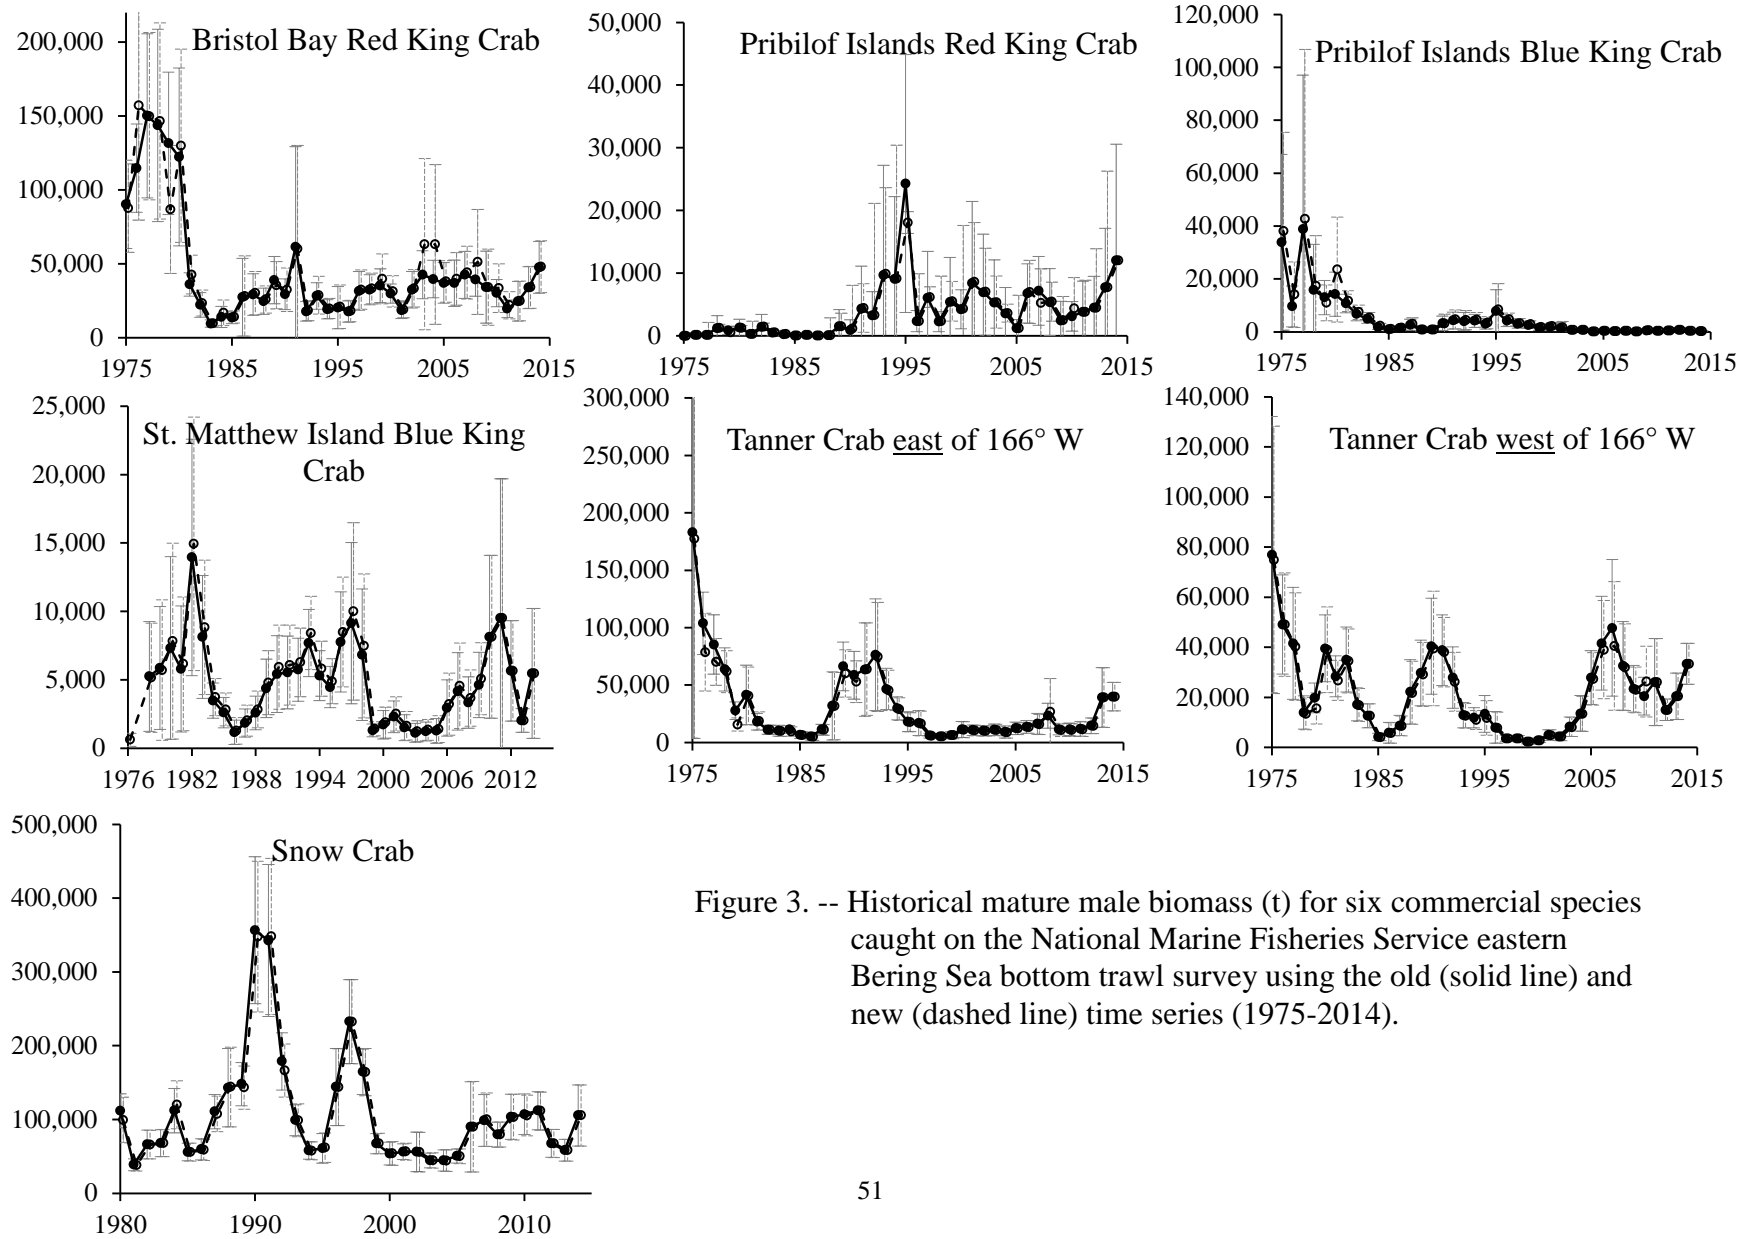 Bristol Bay Red King Crab
200,000
150,000
100,000
50,000
0
1975 1985 1995 2005 2015
Pribilof Islands Red King Crab
50,000
40,000
30,000
20,000
10,000
0
1975 1985 1995 2005 2015
Pribilof Islands Blue King Crab
120,000
100,000
80,000
60,000
40,000
20,000
0
1975 1985 1995 2005 2015
St. Matthew Island Blue King
Crab
25,000
20,000
15,000
10,000
5,000
0
1976 1982 1988 1994 2000 2006 2012
Tanner Crab east of 166° W
300,000
250,000
200,000
150,000
100,000
50,000
0
1975 1985 1995 2005 2015
Tanner Crab west of 166° W
140,000
120,000
100,000
80,000
60,000
40,000
20,000
0
1975 1985 1995 2005 2015
Snow Crab
500,000
400,000
300,000
200,000
100,000
0
1980 1990 2000 2010
Figure 3. -- Historical mature male biomass (t) for six commercial species
caught on the National Marine Fisheries Service eastern
Bering Sea bottom trawl survey using the old (solid line) and
new (dashed line) time series (1975-2014).
51